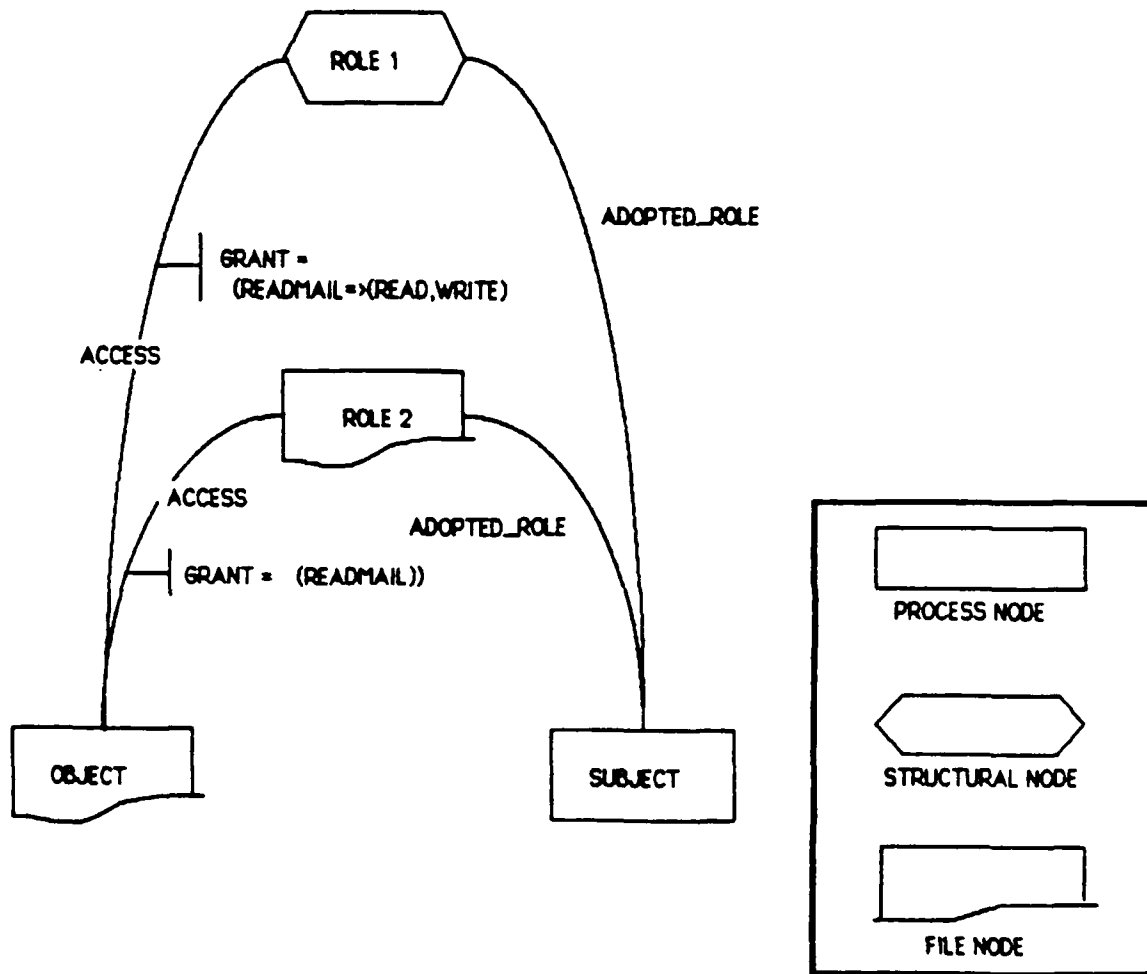 ROLE 1
ADOPTED_ROLE
GRANT =
(READMAIL=>(READ,WRITE)
ACCESS
ROLE 2
ACCESS
ADOPTED_ROLE
GRANT = (READMAIL))
OBJECT
SUBJECT
PROCESS NODE
STRUCTURAL NODE
FILE NODE